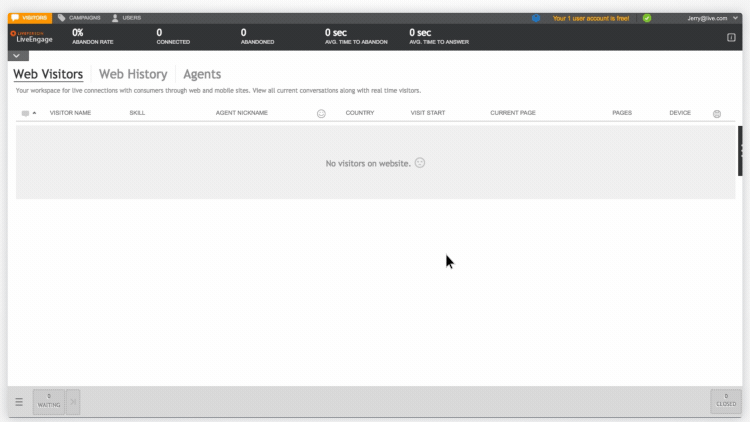 VISITORS CAMPAIGNS USERS Your 1 user account is free! Jerry@live.com
LIVEPERSON
LiveEngage
0% 0 0 0 sec 0 sec
ABANDON RATE CONNECTED ABANDONED AVG. TIME TO ABANDON AVG. TIME TO ANSWER
Web Visitors Web History Agents
Your workspace for live connections with consumers through web and mobile sites. View all current conversations along with real time visitors.
VISITOR NAME SKILL AGENT NICKNAME COUNTRY VISIT START CURRENT PAGE PAGES DEVICE
No visitors on website.
0 0
WAITING CLOSED